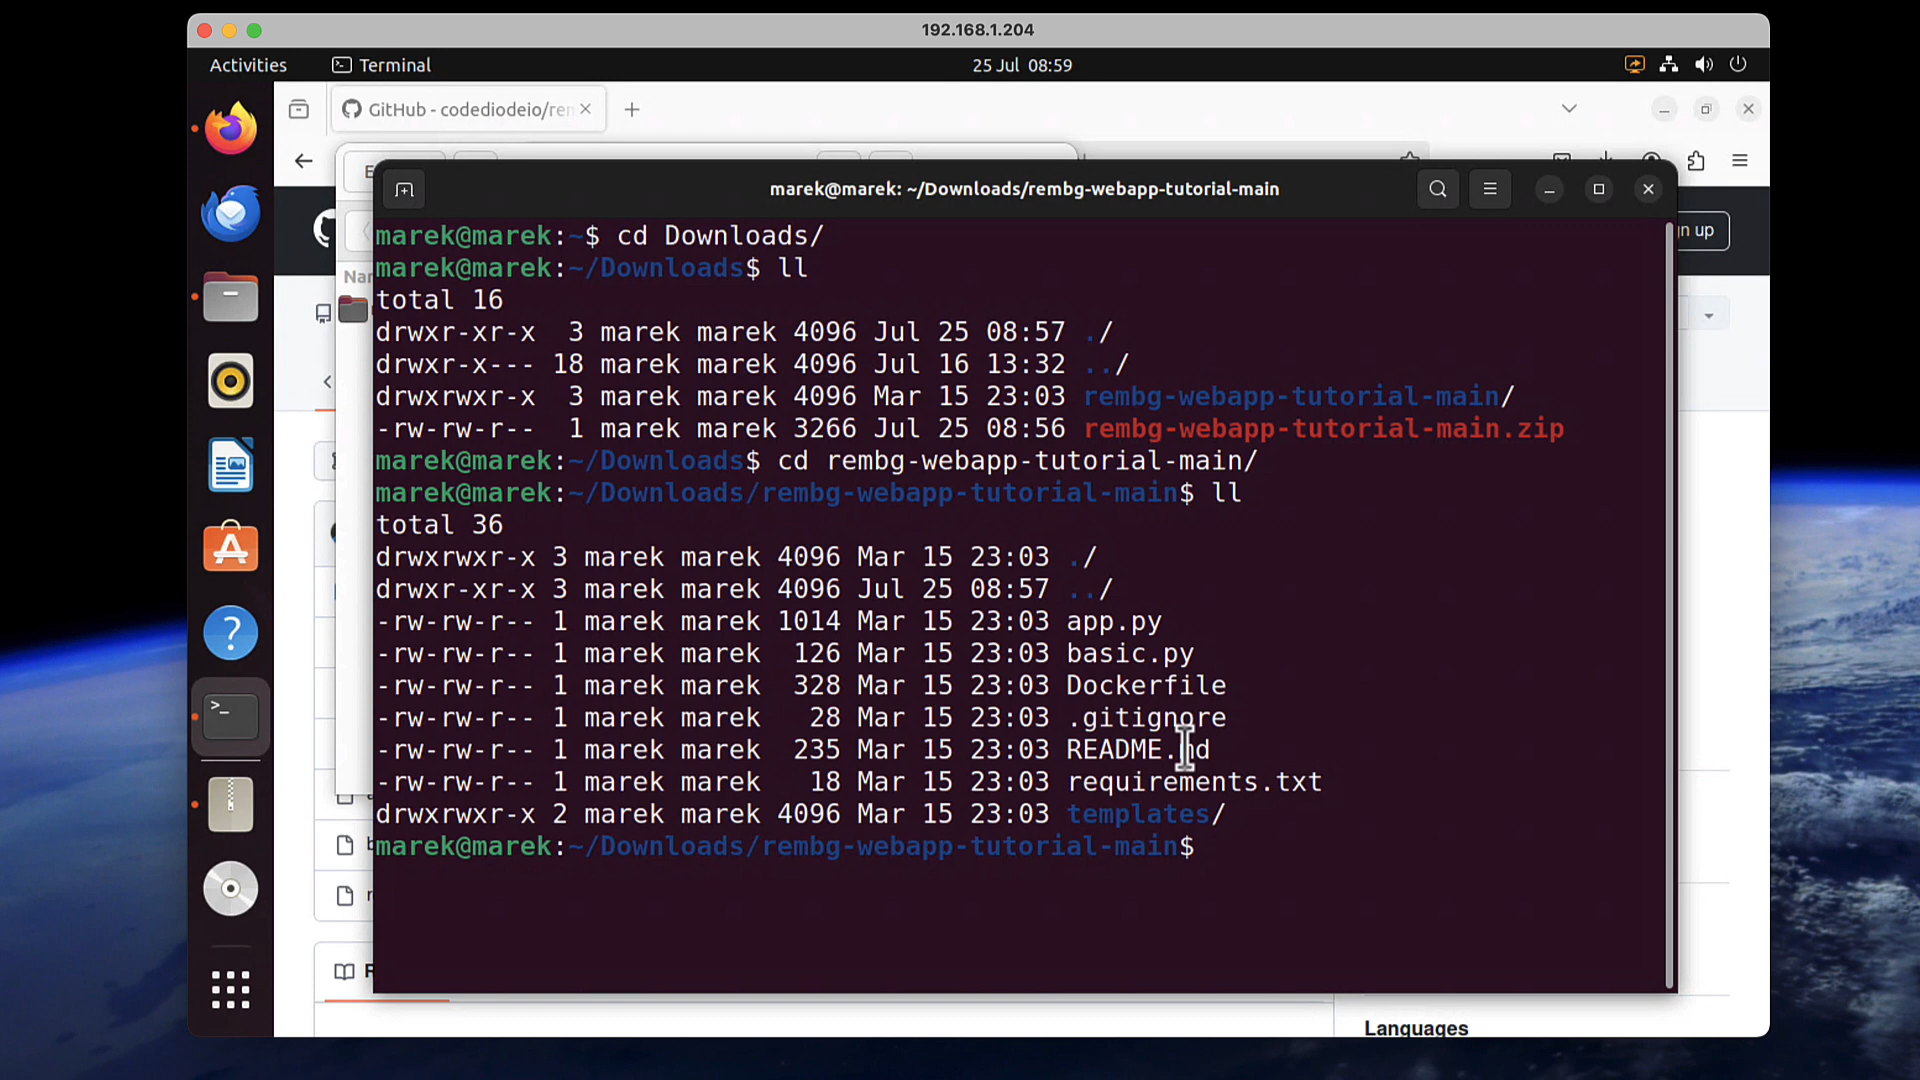 192.168.1.204
Activities
Terminal
25 Jul 08:59
GitHub - codediodeio/rem
marek@marek: ~/Downloads/rembg-webapp-tutorial-main
n up
marek@marek:~$ cd Downloads/
marek@marek:~/Downloads$ ll
total 16
drwxr-xr-x  3 marek marek 4096 Jul 25 08:57 ./
drwxr-x--- 18 marek marek 4096 Jul 16 13:32 ../
drwxrwxr-x  3 marek marek 4096 Mar 15 23:03 rembg-webapp-tutorial-main/
-rw-rw-r--  1 marek marek 3266 Jul 25 08:56 rembg-webapp-tutorial-main.zip
marek@marek:~/Downloads$ cd rembg-webapp-tutorial-main/
marek@marek:~/Downloads/rembg-webapp-tutorial-main$ ll
total 36
drwxrwxr-x 3 marek marek 4096 Mar 15 23:03 ./
drwxr-xr-x 3 marek marek 4096 Jul 25 08:57 ../
-rw-rw-r-- 1 marek marek 1014 Mar 15 23:03 app.py
-rw-rw-r-- 1 marek marek  126 Mar 15 23:03 basic.py
-rw-rw-r-- 1 marek marek  328 Mar 15 23:03 Dockerfile
-rw-rw-r-- 1 marek marek   28 Mar 15 23:03 .gitignore
-rw-rw-r-- 1 marek marek  235 Mar 15 23:03 README.md
-rw-rw-r-- 1 marek marek   18 Mar 15 23:03 requirements.txt
drwxrwxr-x 2 marek marek 4096 Mar 15 23:03 templates/
marek@marek:~/Downloads/rembg-webapp-tutorial-main$
Languages